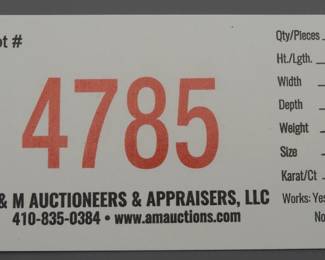 ot #
4785
& M AUCTIONEERS & APPRAISERS, LLC
410-835-0384 • www.amauctions.com
Qty/Pieces
Ht./Lgth.
Width
Depth
Weight
Size
Karat/Ct
Works: Yes
No